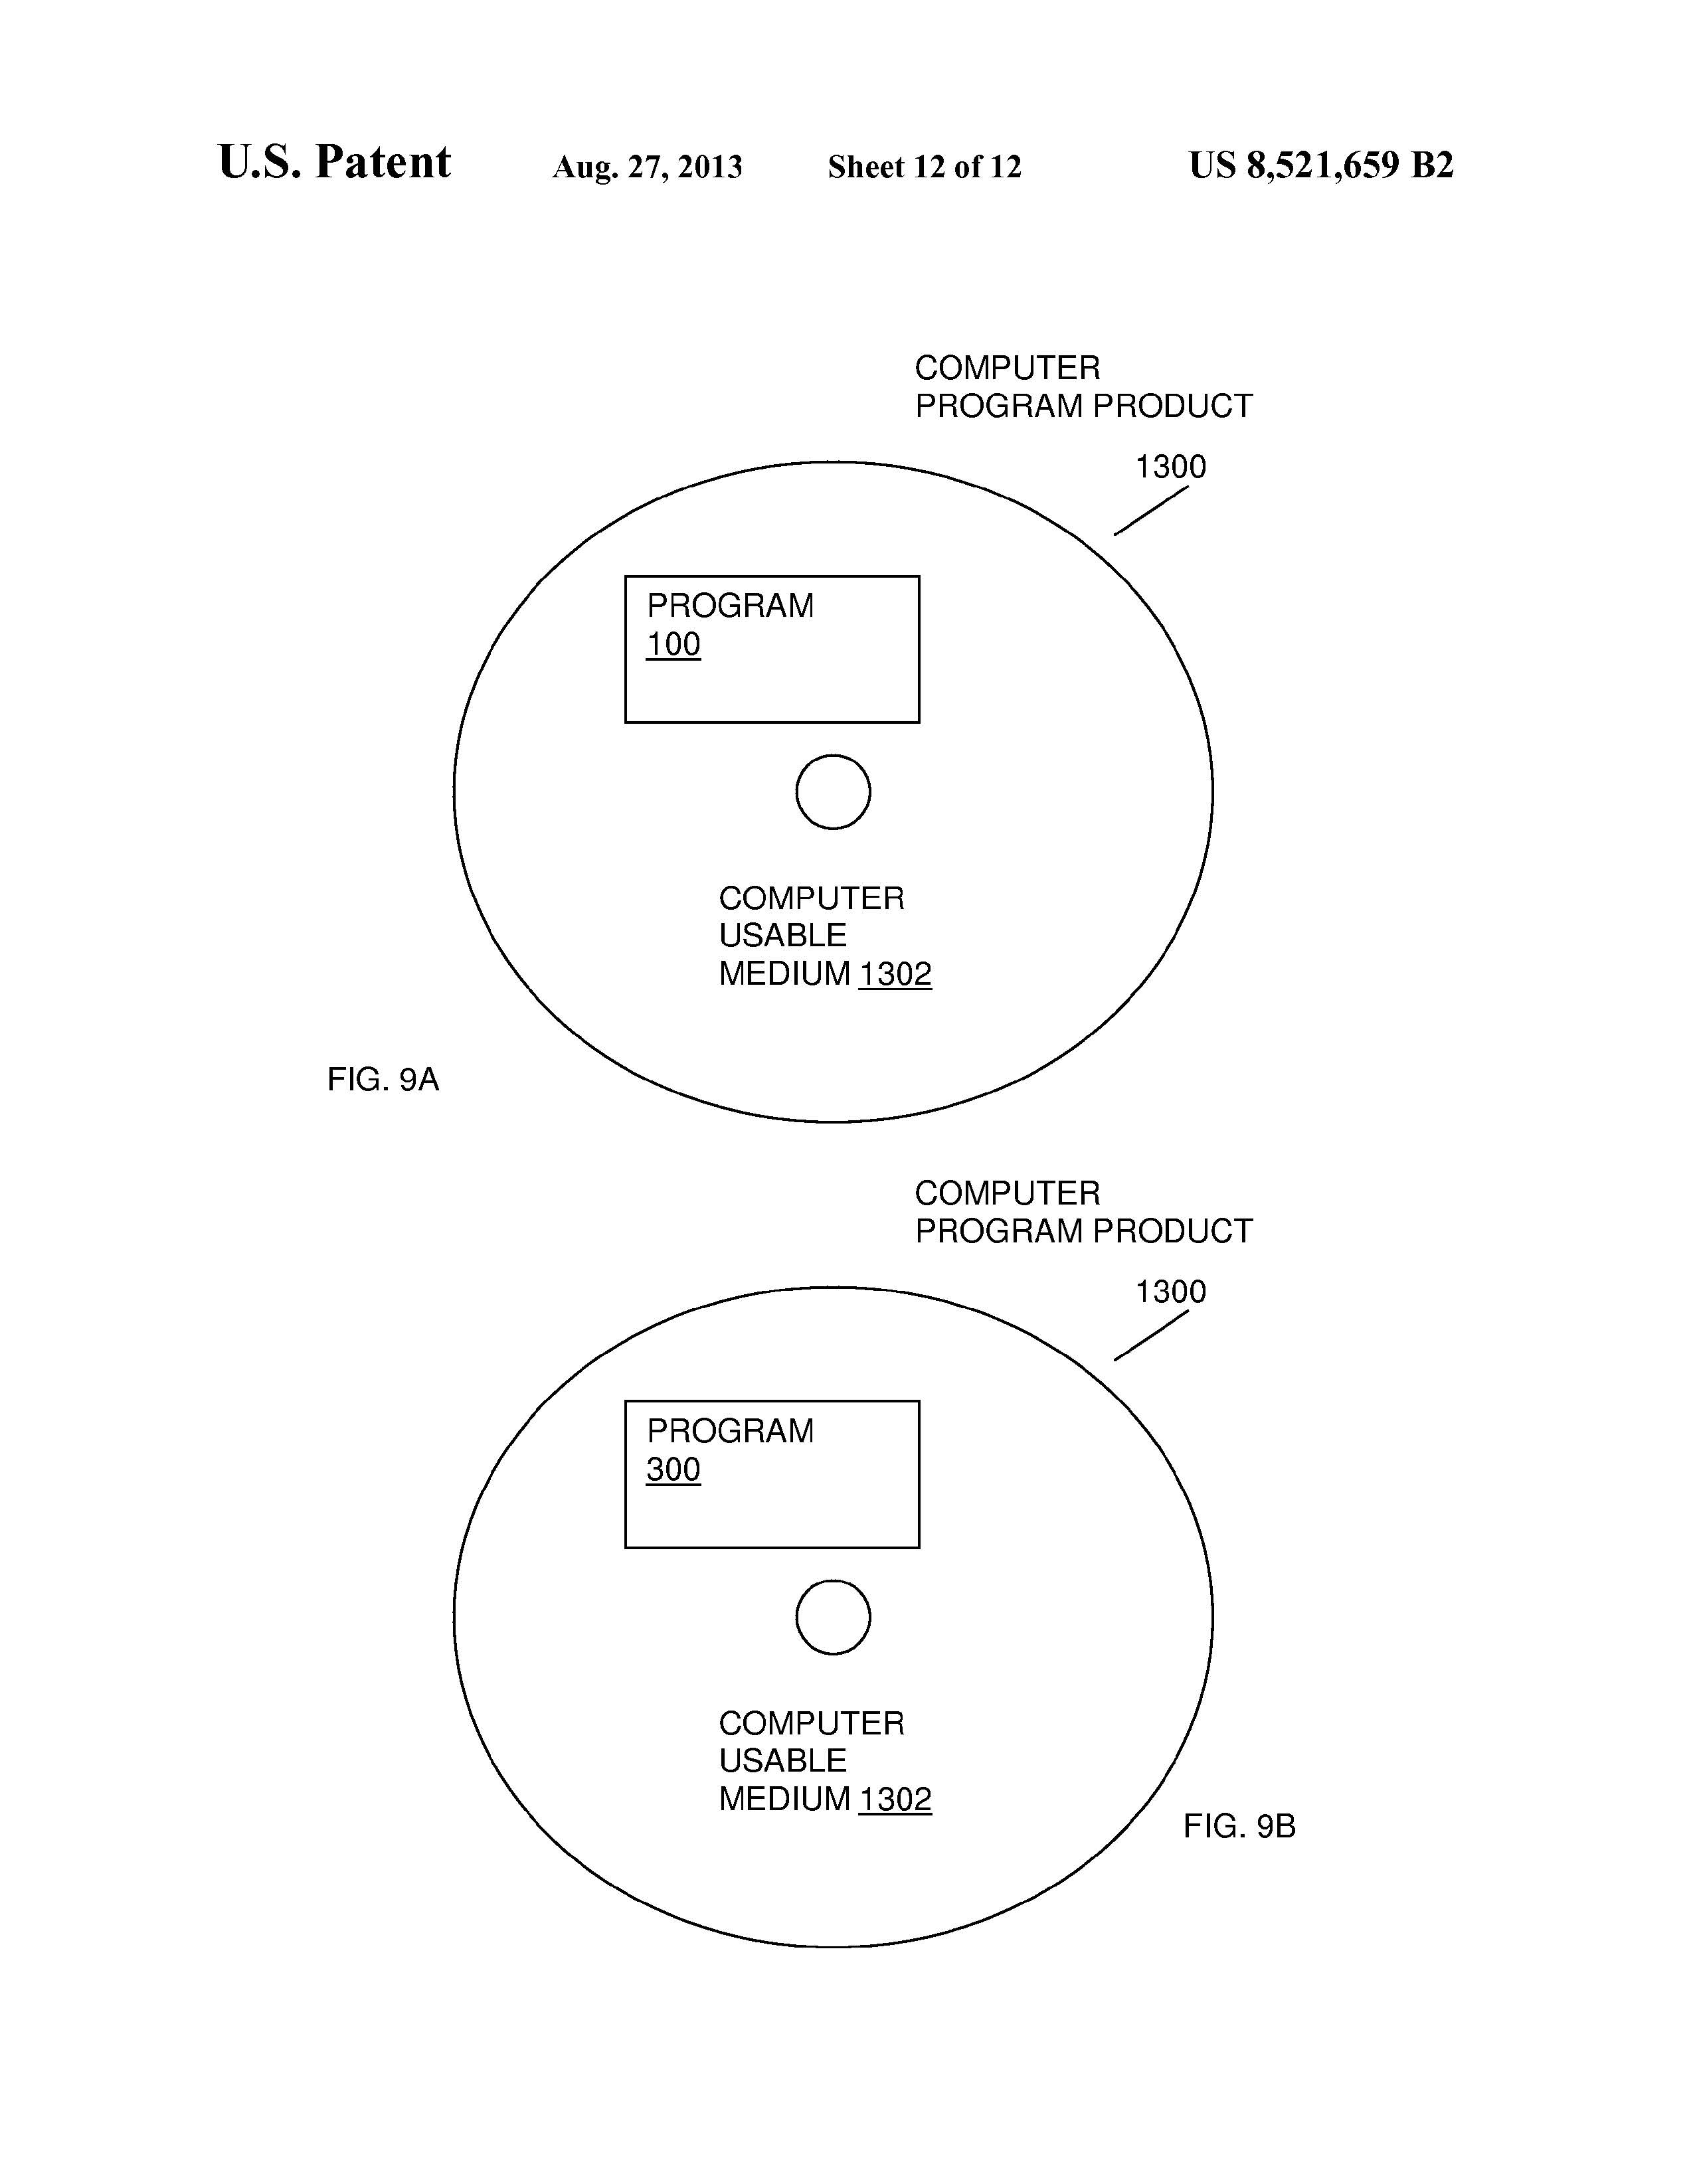 U.S. Patent Aug. 27, 2013 Sheet 12 of 12 US 8,521,659 B2
COMPUTER
PROGRAM PRODUCT
1300
PROGRAM
100
COMPUTER
USABLE
MEDIUM 1302
FIG. 9A
COMPUTER
PROGRAM PRODUCT
1300
PROGRAM
300
COMPUTER
USABLE
MEDIUM 1302
FIG. 9B